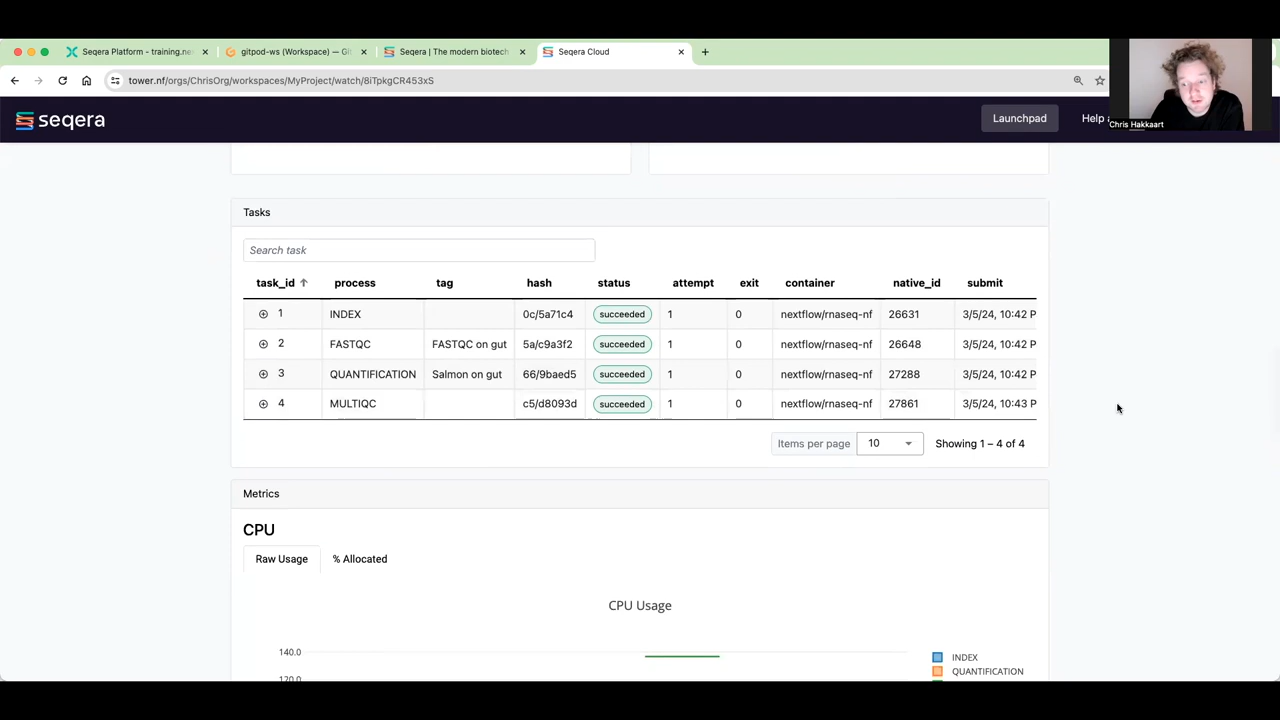 Seqera Platform - training.ne
gitpod-ws (Workspace) — Git
Seqera | The modern biotech
Seqera Cloud
tower.nf/orgs/ChrisOrg/workspaces/MyProject/watch/8iTpkgCR453xS
Chris Hakkaart
seqera
Launchpad
Help a
Tasks
Search task
task_id process tag hash status attempt exit container native_id submit
1 INDEX 0c/5a71c4 succeeded 1 0 nextflow/rnaseq-nf 26631 3/5/24, 10:42 P
2 FASTQC FASTQC on gut 5a/c9a3f2 succeeded 1 0 nextflow/rnaseq-nf 26648 3/5/24, 10:42 P
3 QUANTIFICATION Salmon on gut 66/9baed5 succeeded 1 0 nextflow/rnaseq-nf 27288 3/5/24, 10:42 P
4 MULTIQC c5/d8093d succeeded 1 0 nextflow/rnaseq-nf 27861 3/5/24, 10:43 P
Items per page 10 Showing 1 – 4 of 4
Metrics
CPU
Raw Usage % Allocated
CPU Usage
140.0
120.0
INDEX
QUANTIFICATION